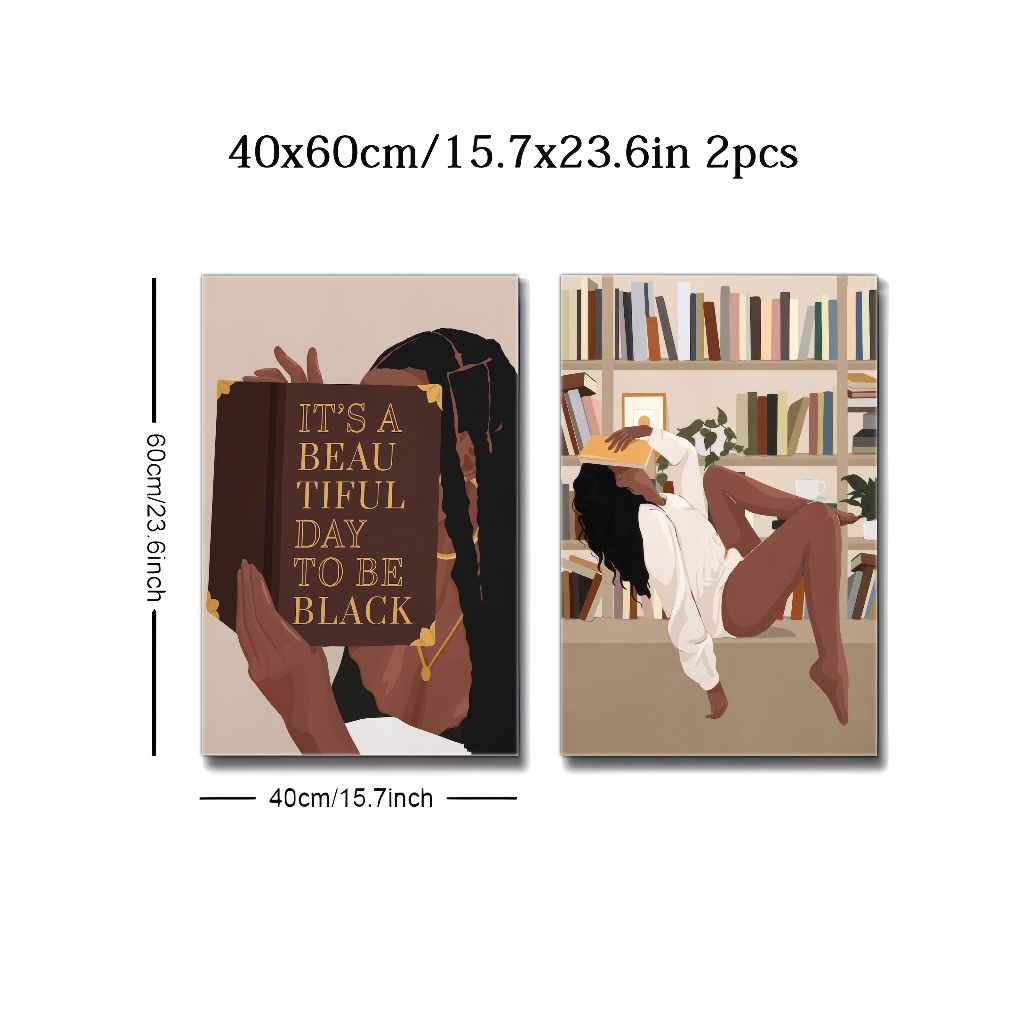 40x60cm/15.7x23.6in 2pcs
60cm/23.6inch
IT'S A
BEAU
TIFUL
DAY
TO BE
BLACK
40cm/15.7inch